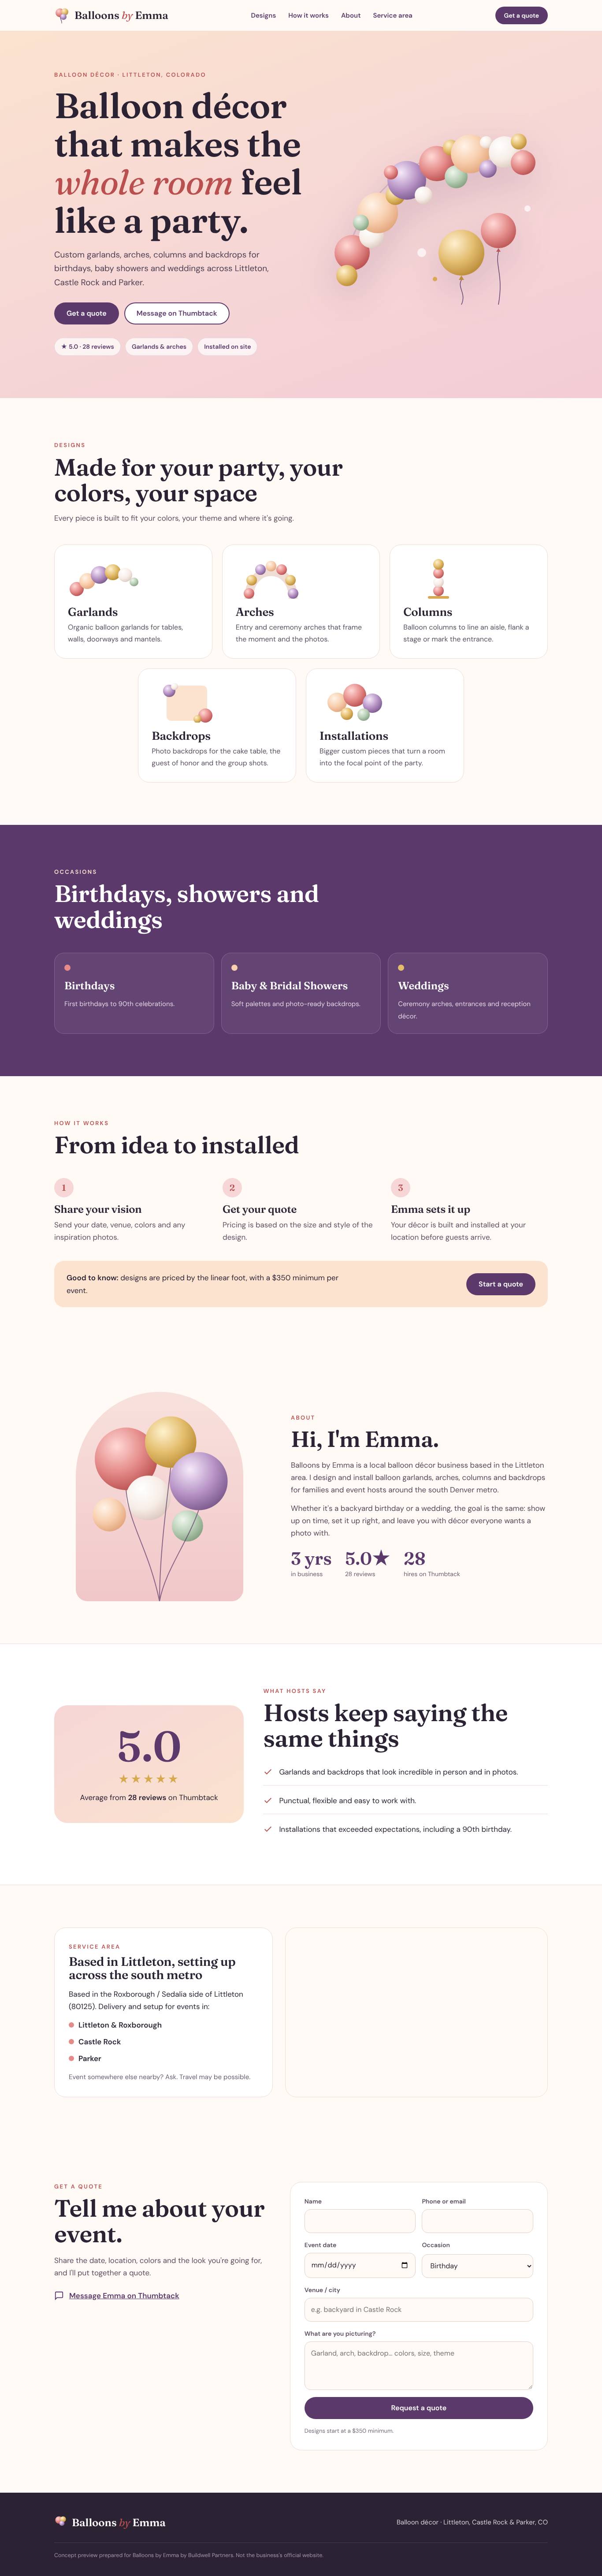 Balloons by Emma
Designs
How it works
About
Service area
Get a quote
BALLOON DÉCOR · LITTLETON, COLORADO
Balloon décor
that makes the
whole room feel
like a party.
Custom garlands, arches, columns and backdrops for
birthdays, baby showers and weddings across Littleton,
Castle Rock and Parker.
Get a quote
Message on Thumbtack
★ 5.0 · 28 reviews
Garlands & arches
Installed on site
DESIGNS
Made for your party, your
colors, your space
Every piece is built to fit your colors, your theme and where it's going.
Garlands
Organic balloon garlands for tables,
walls, doorways and mantels.
Arches
Entry and ceremony arches that frame
the moment and the photos.
Columns
Balloon columns to line an aisle, flank a
stage or mark the entrance.
Backdrops
Photo backdrops for the cake table, the
guest of honor and the group shots.
Installations
Bigger custom pieces that turn a room
into the focal point of the party.
OCCASIONS
Birthdays, showers and
weddings
Birthdays
First birthdays to 90th celebrations.
Baby & Bridal Showers
Soft palettes and photo-ready backdrops.
Weddings
Ceremony arches, entrances and reception
décor.
HOW IT WORKS
From idea to installed
1
Share your vision
Send your date, venue, colors and any
inspiration photos.
2
Get your quote
Pricing is based on the size and style of the
design.
3
Emma sets it up
Your décor is built and installed at your
location before guests arrive.
Good to know: designs are priced by the linear foot, with a $350 minimum per
event.
Start a quote
ABOUT
Hi, I'm Emma.
Balloons by Emma is a local balloon décor business based in the Littleton
area. I design and install balloon garlands, arches, columns and backdrops
for families and event hosts around the south Denver metro.
Whether it's a backyard birthday or a wedding, the goal is the same: show
up on time, set it up right, and leave you with décor everyone wants a
photo with.
3 yrs
in business
5.0★
28 reviews
28
hires on Thumbtack
5.0
★★★★★
Average from 28 reviews on Thumbtack
WHAT HOSTS SAY
Hosts keep saying the
same things
Garlands and backdrops that look incredible in person and in photos.
Punctual, flexible and easy to work with.
Installations that exceeded expectations, including a 90th birthday.
SERVICE AREA
Based in Littleton, setting up
across the south metro
Based in the Roxborough / Sedalia side of Littleton
(80125). Delivery and setup for events in:
Littleton & Roxborough
Castle Rock
Parker
Event somewhere else nearby? Ask. Travel may be possible.
GET A QUOTE
Tell me about your
event.
Share the date, location, colors and the look you're going for,
and I'll put together a quote.
Message Emma on Thumbtack
Name
Phone or email
Event date
mm/dd/yyyy
Occasion
Birthday
Venue / city
e.g. backyard in Castle Rock
What are you picturing?
Garland, arch, backdrop... colors, size, theme
Request a quote
Designs start at a $350 minimum.
Balloons by Emma
Balloon décor · Littleton, Castle Rock & Parker, CO
Concept preview prepared for Balloons by Emma by Buildwell Partners. Not the business's official website.